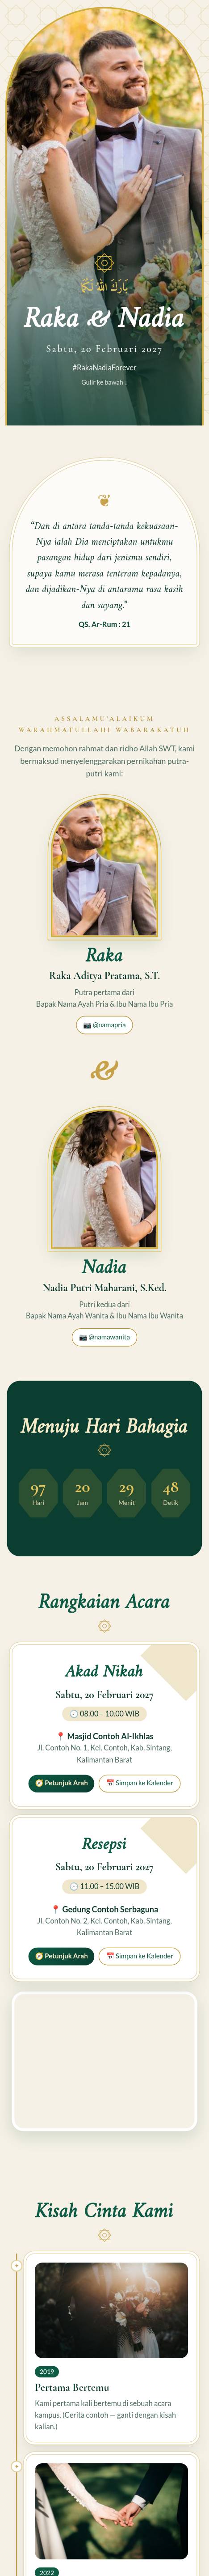 بَارَكَ اللهُ لَكُمَا
Raka & Nadia
Sabtu, 20 Februari 2027
#RakaNadiaForever
Gulir ke bawah ↓
“Dan di antara tanda-tanda kekuasaan-
Nya ialah Dia menciptakan untukmu
pasangan hidup dari jenismu sendiri,
supaya kamu merasa tenteram kepadanya,
dan dijadikan-Nya di antaramu rasa kasih
dan sayang.”
QS. Ar-Rum : 21
ASSALAMU'ALAIKUM
WARAHMATULLAHI WABARAKATUH
Dengan memohon rahmat dan ridho Allah SWT, kami
bermaksud menyelenggarakan pernikahan putra-
putri kami:
Raka
Raka Aditya Pratama, S.T.
Putra pertama dari
Bapak Nama Ayah Pria & Ibu Nama Ibu Pria
📷 @namapria
&
Nadia
Nadia Putri Maharani, S.Ked.
Putri kedua dari
Bapak Nama Ayah Wanita & Ibu Nama Ibu Wanita
📷 @namawanita
Menuju Hari Bahagia
97 20 29 48
Hari Jam Menit Detik
Rangkaian Acara
Akad Nikah
Sabtu, 20 Februari 2027
🕗 08.00 – 10.00 WIB
📍 Masjid Contoh Al-Ikhlas
Jl. Contoh No. 1, Kel. Contoh, Kab. Sintang,
Kalimantan Barat
🧭 Petunjuk Arah 📅 Simpan ke Kalender
Resepsi
Sabtu, 20 Februari 2027
🕗 11.00 – 15.00 WIB
📍 Gedung Contoh Serbaguna
Jl. Contoh No. 2, Kel. Contoh, Kab. Sintang,
Kalimantan Barat
🧭 Petunjuk Arah 📅 Simpan ke Kalender
Kisah Cinta Kami
2019
Pertama Bertemu
Kami pertama kali bertemu di sebuah acara
kampus. (Cerita contoh — ganti dengan kisah
kalian.)
2022